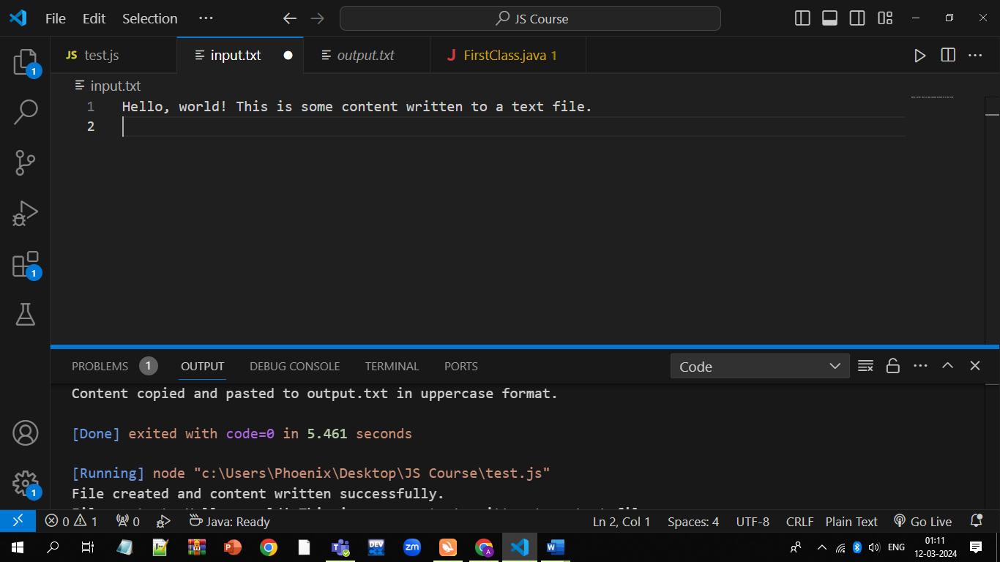 File Edit Selection ··· JS Course
JS test.js input.txt output.txt J FirstClass.java 1
1
input.txt
1 Hello, world! This is some content written to a text file.
2
1
PROBLEMS 1 OUTPUT DEBUG CONSOLE TERMINAL PORTS Code
Content copied and pasted to output.txt in uppercase format.
[Done] exited with code=0 in 5.461 seconds
[Running] node "c:\Users\Phoenix\Desktop\JS Course\test.js"
File created and content written successfully.
1
0 1 0 Java: Ready Ln 2, Col 1 Spaces: 4 UTF-8 CRLF Plain Text Go Live
DEV C++ zm A W ENG 01:11
12-03-2024